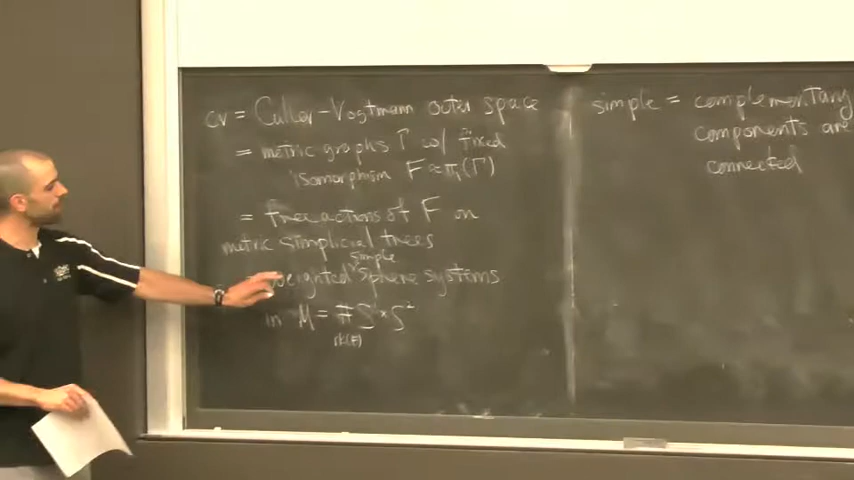 cv = Culler-Vogtmann outer space
= metric graphs Γ w/ fixed
isomorphism F ≈ π₁(Γ)
= free actions of F on
metric simplicial trees
simple
weighted sphere systems
in M = # S¹×S²
rk(F)
simple = complementary
components are
connected